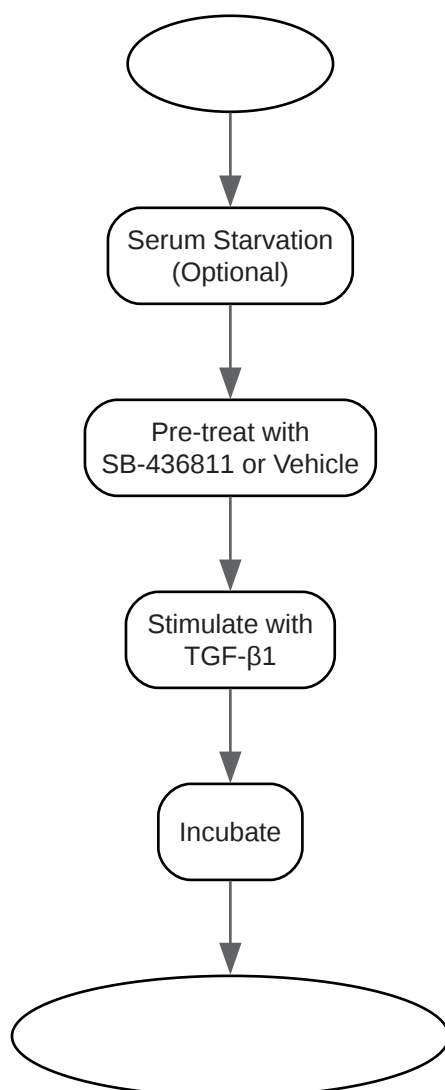 Serum Starvation
(Optional)
Pre-treat with
SB-436811 or Vehicle
Stimulate with
TGF-β1
Incubate